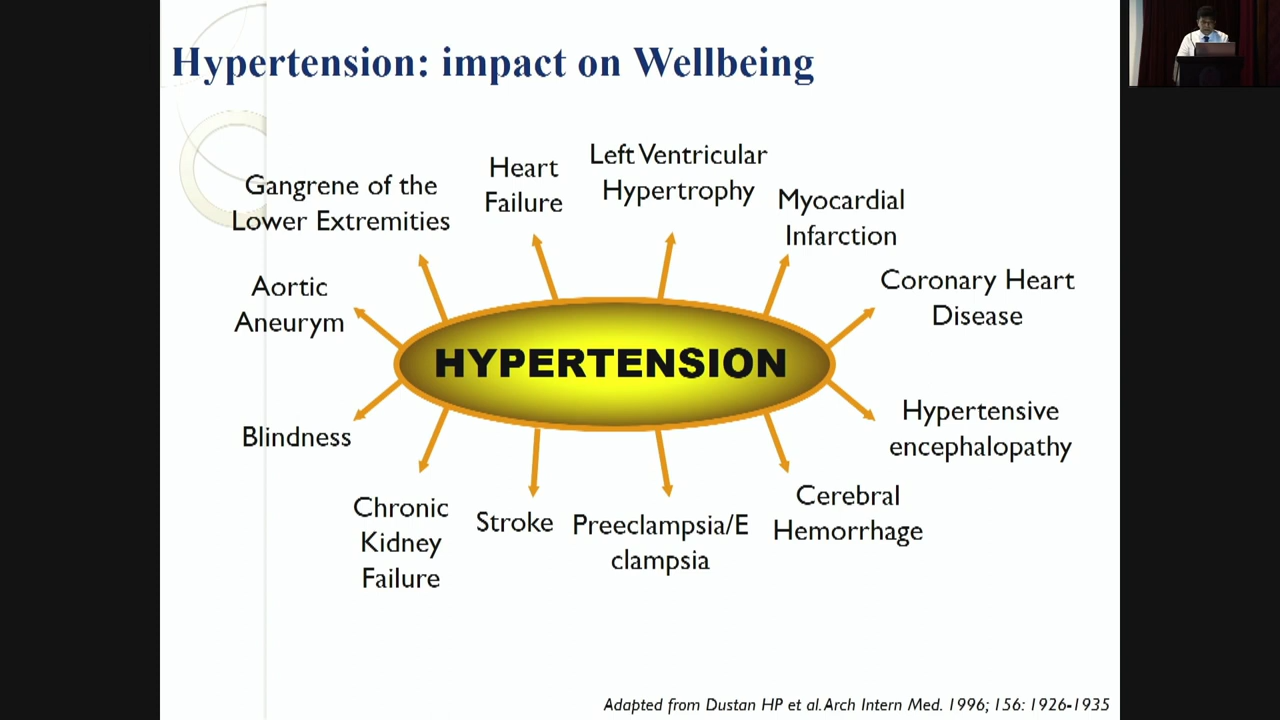 Hypertension: impact on Wellbeing
Left Ventricular
Hypertrophy
Heart
Failure
Gangrene of the
Lower Extremities
Myocardial
Infarction
Aortic
Aneurym
Coronary Heart
Disease
HYPERTENSION
Blindness
Hypertensive
encephalopathy
Chronic
Kidney
Failure
Stroke
Preeclampsia/E
clampsia
Cerebral
Hemorrhage
Adapted from Dustan HP et al. Arch Intern Med. 1996; 156: 1926-1935